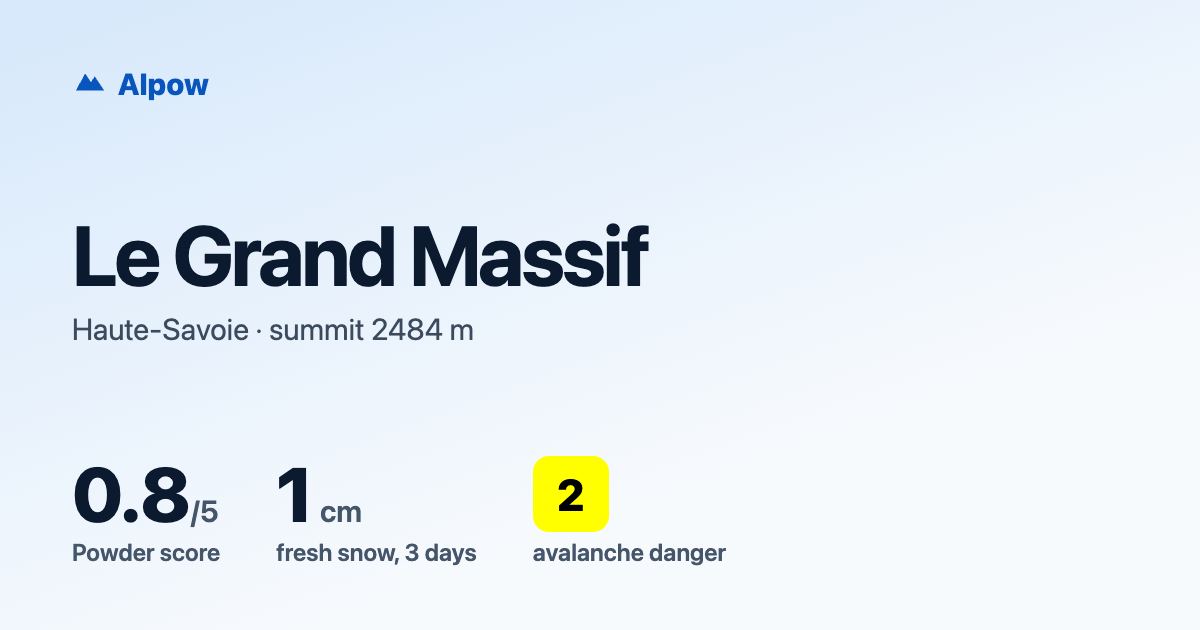 Alpow
Le Grand Massif
Haute-Savoie · summit 2484 m
0.8/5
Powder score
1 cm
fresh snow, 3 days
2
avalanche danger